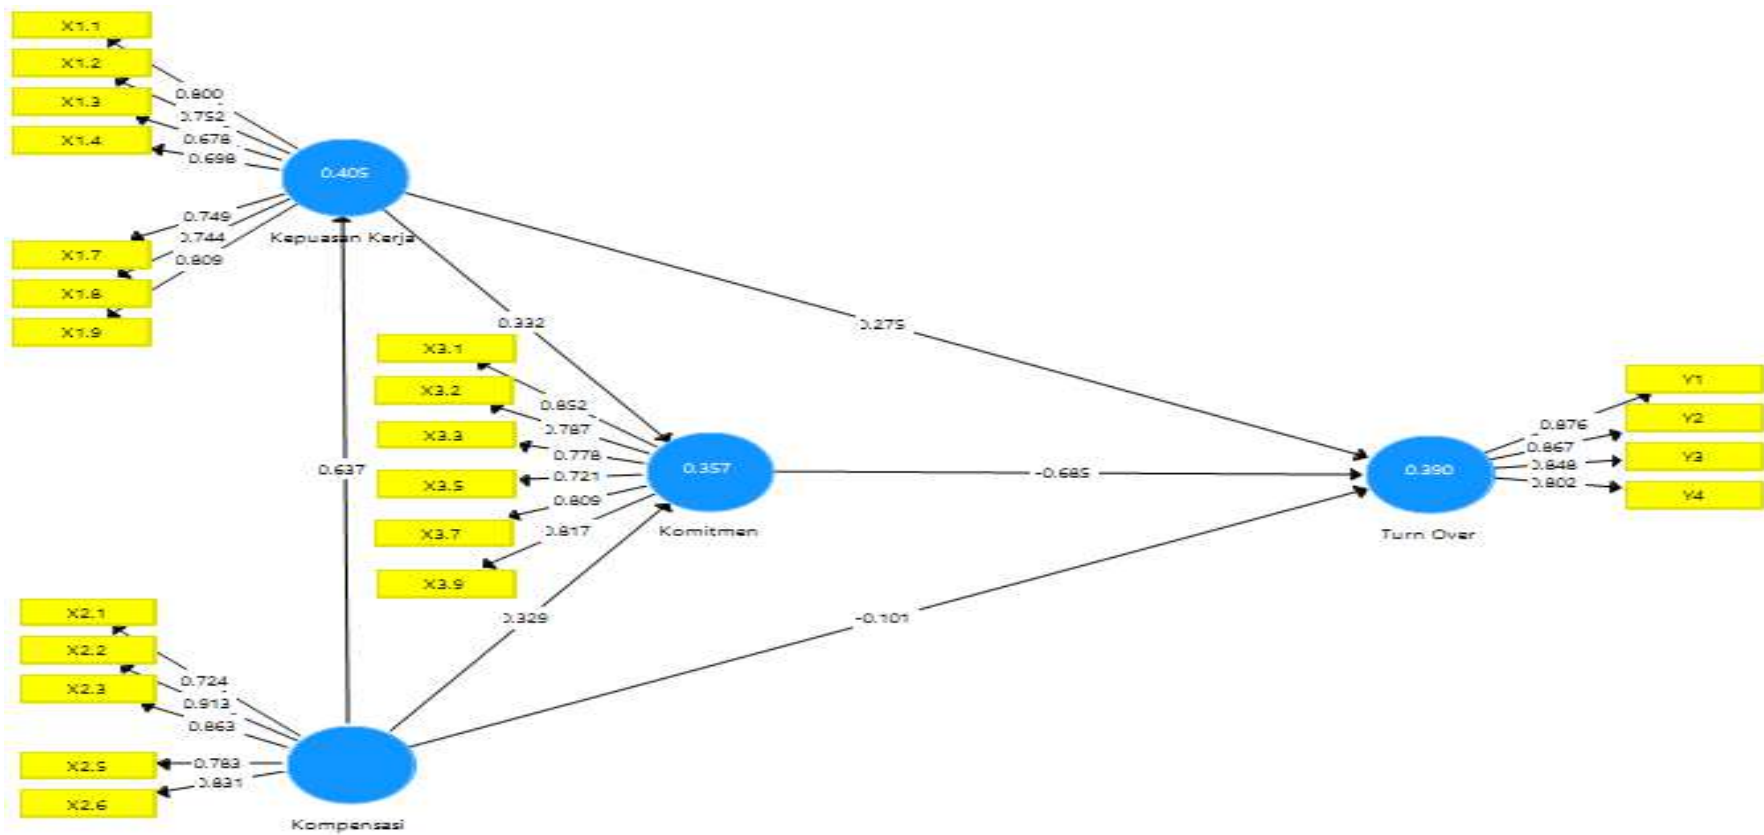 X1.1
X1.2
X1.3
X1.4
0.800
0.752
0.678
0.698
0.405
Kepuasan Kerja
0.749
0.744
0.809
X1.7
X1.8
X1.9
0.332
0.275
X3.1
X3.2
X3.3
X3.5
X3.7
X3.9
0.852
0.787
0.778
0.721
0.809
0.817
0.357
Komitmen
0.637
-0.685
0.329
-0.101
Y1
Y2
Y3
Y4
0.876
0.867
0.848
0.802
0.390
Turn Over
X2.1
X2.2
X2.3
X2.5
X2.6
0.724
0.913
0.863
0.783
0.831
Kompensasi